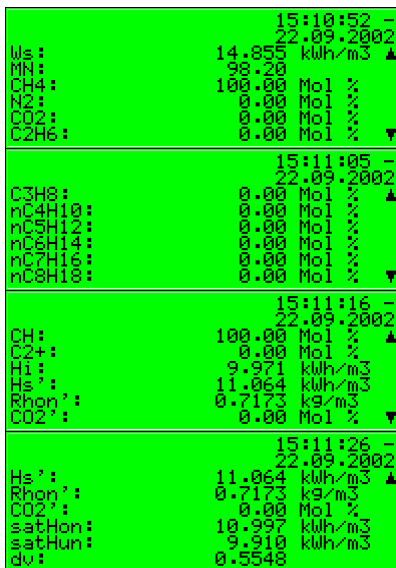 15:10:52 -
22.09.2002
Ws: 14.855 kWh/m3 ▲
MN: 98.20
CH4: 100.00 Mol %
N2: 0.00 Mol %
CO2: 0.00 Mol %
C2H6: 0.00 Mol % ▼
15:11:05 -
22.09.2002
C3H8: 0.00 Mol % ▲
nC4H10: 0.00 Mol %
nC5H12: 0.00 Mol %
nC6H14: 0.00 Mol %
nC7H16: 0.00 Mol %
nC8H18: 0.00 Mol % ▼
15:11:16 -
22.09.2002
CH: 100.00 Mol % ▲
C2+: 0.00 Mol %
Hi: 9.971 kWh/m3
Hs': 11.064 kWh/m3
Rhon': 0.7173 kg/m3
CO2': 0.00 Mol % ▼
15:11:26 -
22.09.2002
Hs': 11.064 kWh/m3 ▲
Rhon': 0.7173 kg/m3
CO2': 0.00 Mol %
satHon: 10.997 kWh/m3
satHun: 9.910 kWh/m3
dv: 0.5548